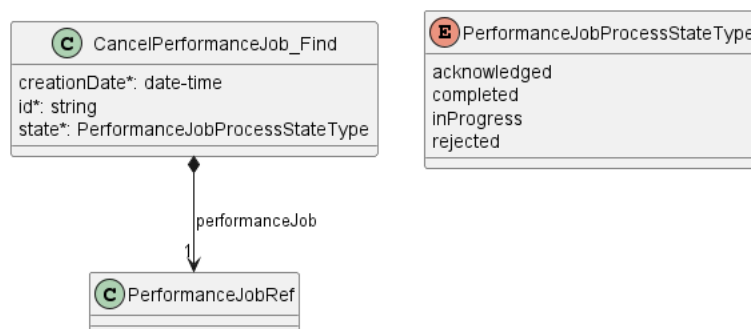 C CancelPerformanceJob_Find
creationDate*: date-time
id*: string
state*: PerformanceJobProcessStateType
E PerformanceJobProcessStateType
acknowledged
completed
inProgress
rejected
performanceJob
1
C PerformanceJobRef